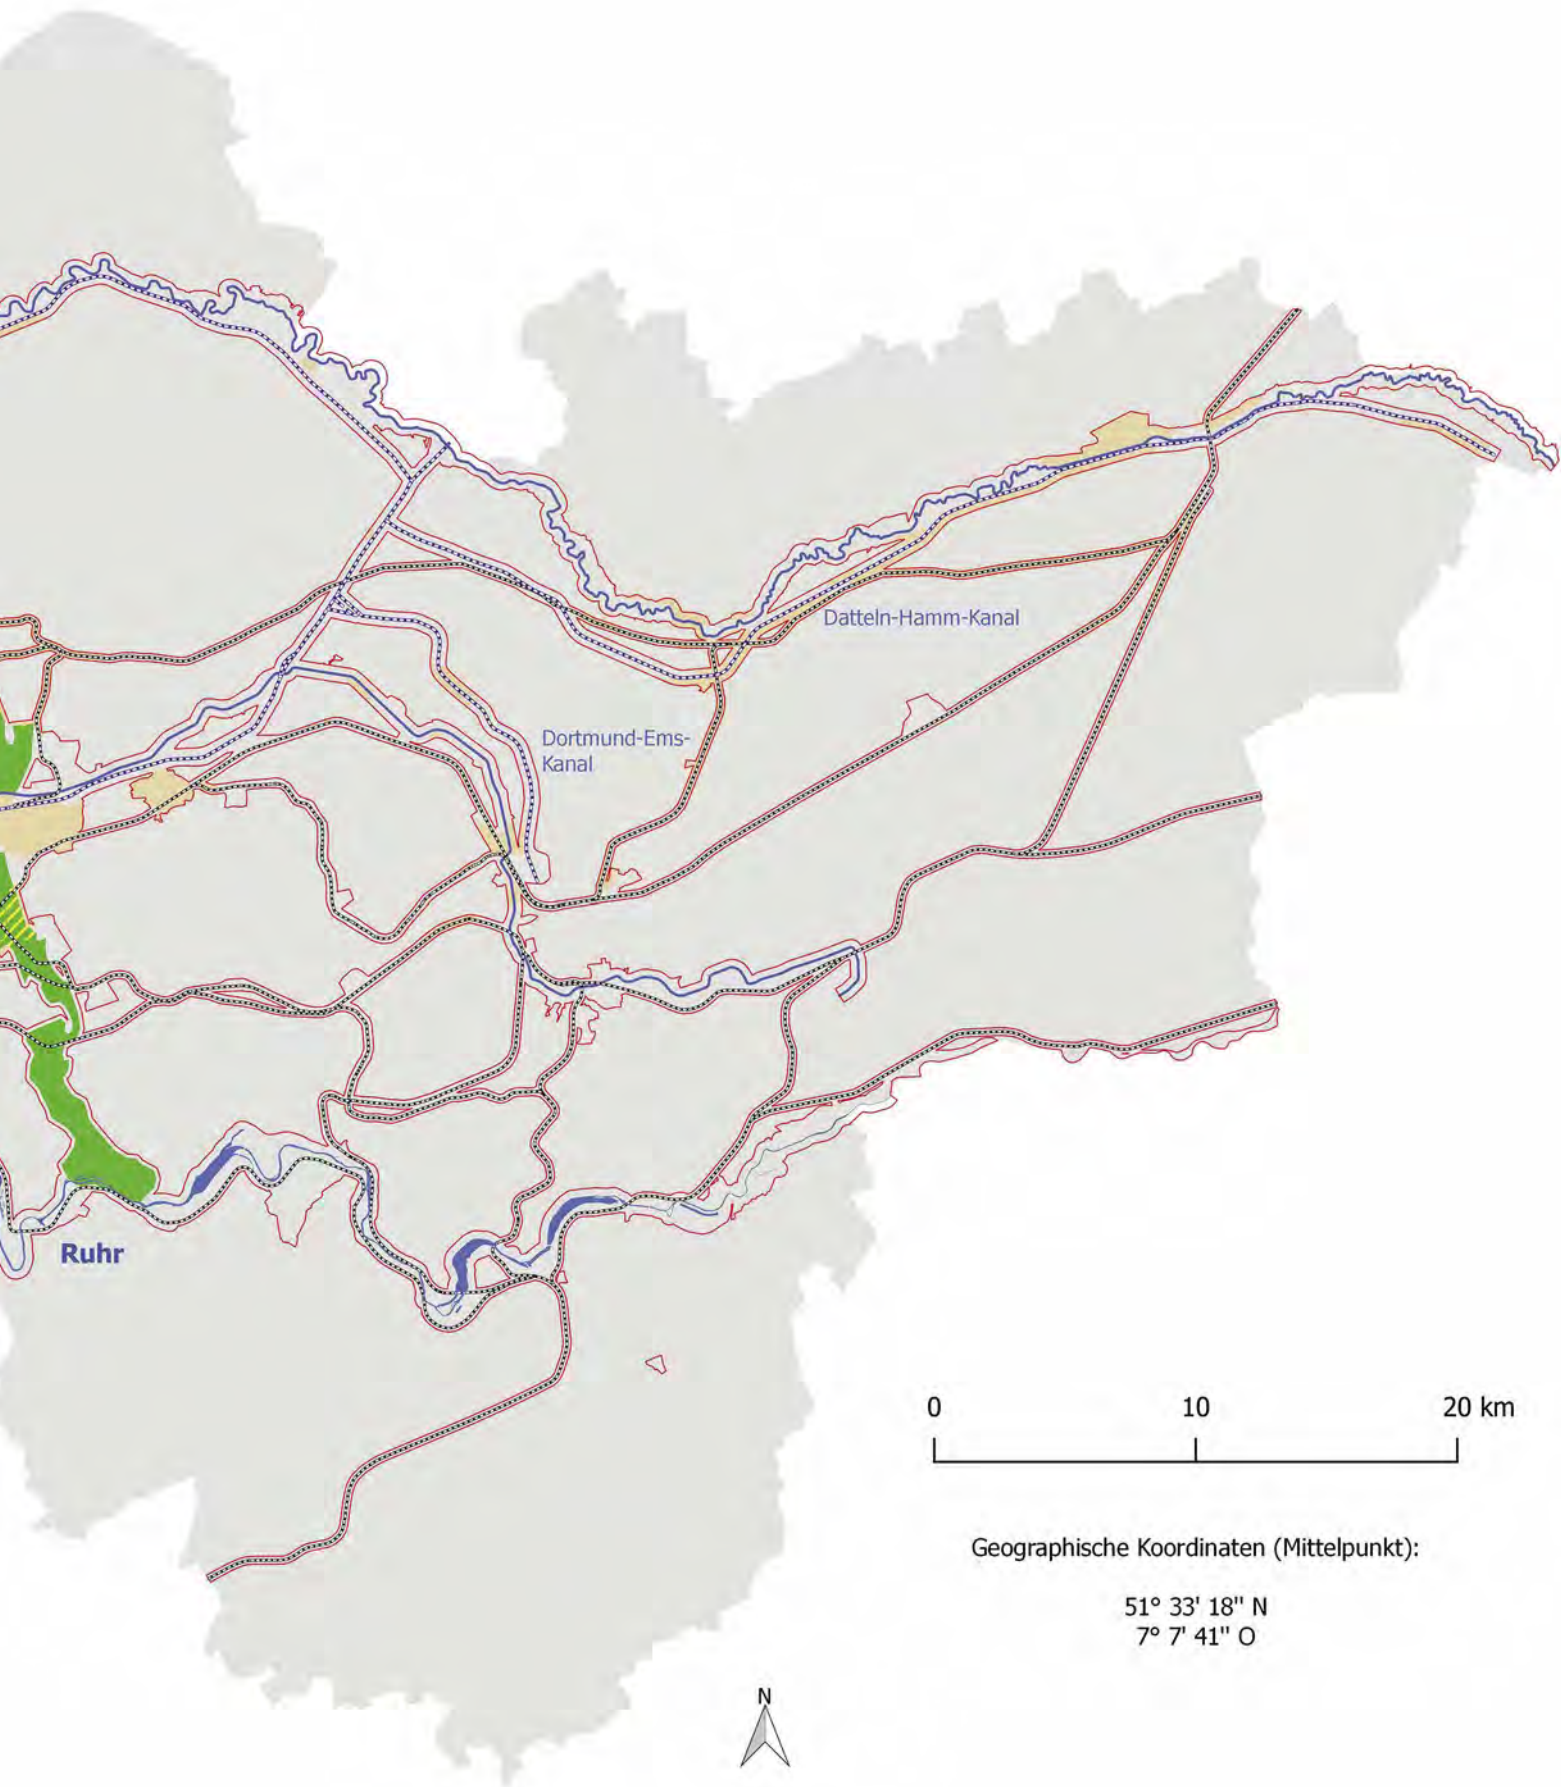 Datteln-Hamm-Kanal
Dortmund-Ems-
Kanal
Ruhr
0 10 20 km
Geographische Koordinaten (Mittelpunkt):
51° 33' 18" N
7° 7' 41" O
N